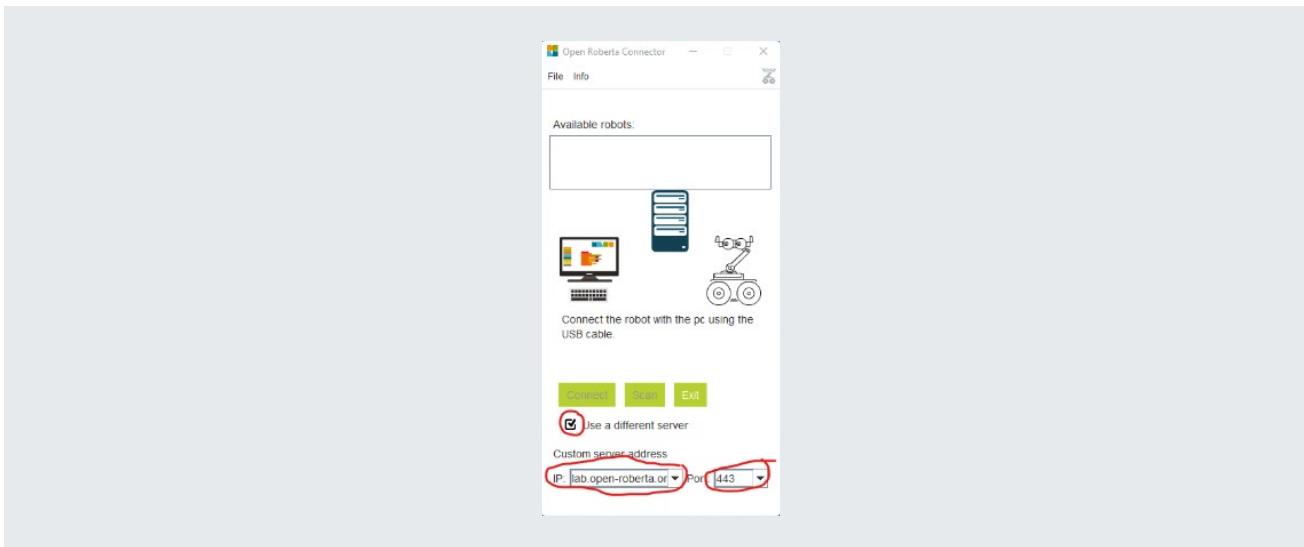 Open Roberta Connector
File Info
Available robots:
Connect the robot with the pc using the
USB cable.
Connect Scan Exit
Use a different server
Custom server address
IP: lab.open-roberta.or Port: 443